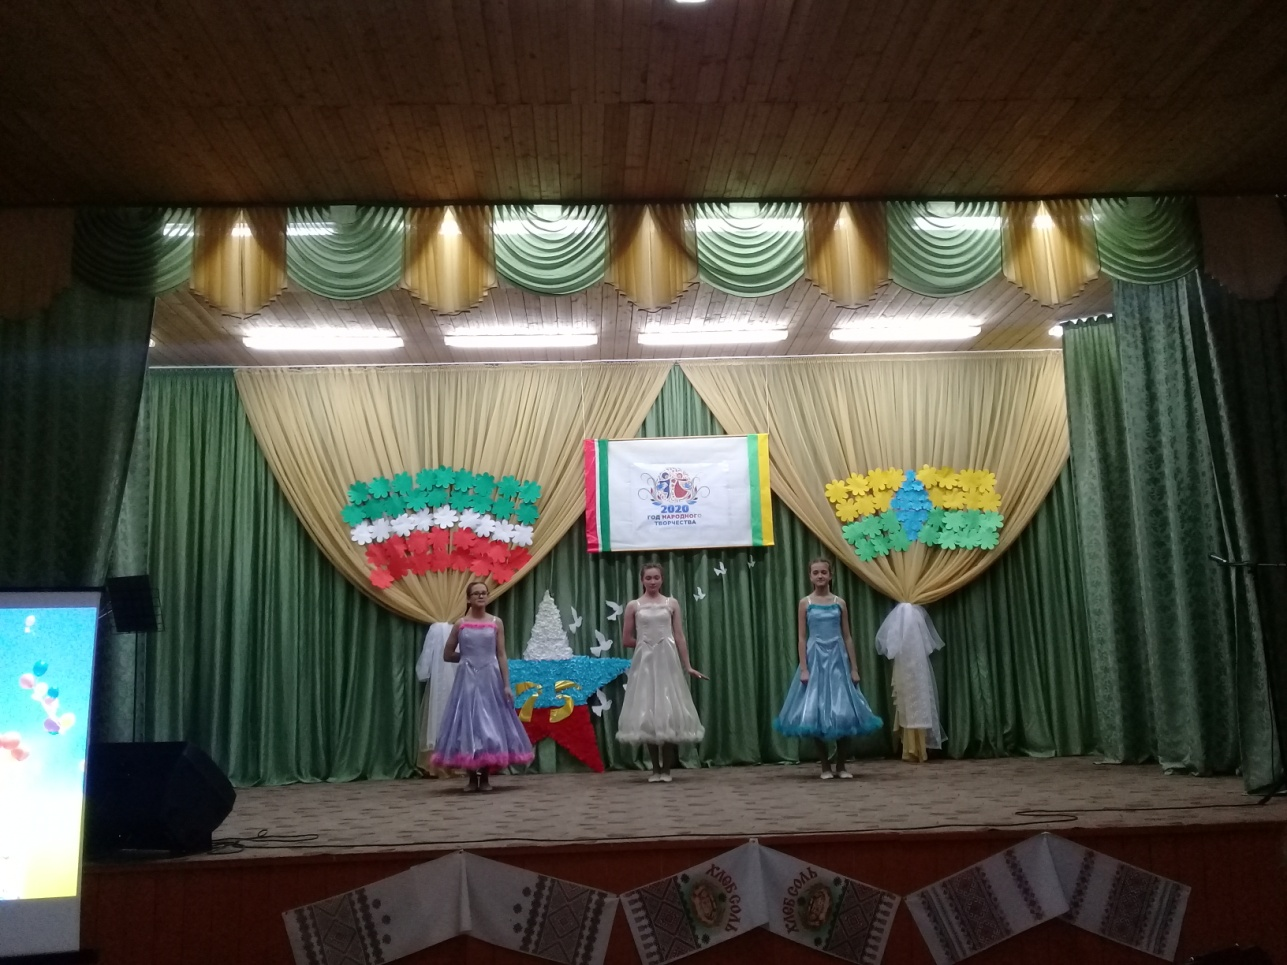 2020
ГОД НАРОДНОГО
ТВОРЧЕСТВА
ХЛЕБ СОЛЬ
ХЛЕБ СОЛЬ